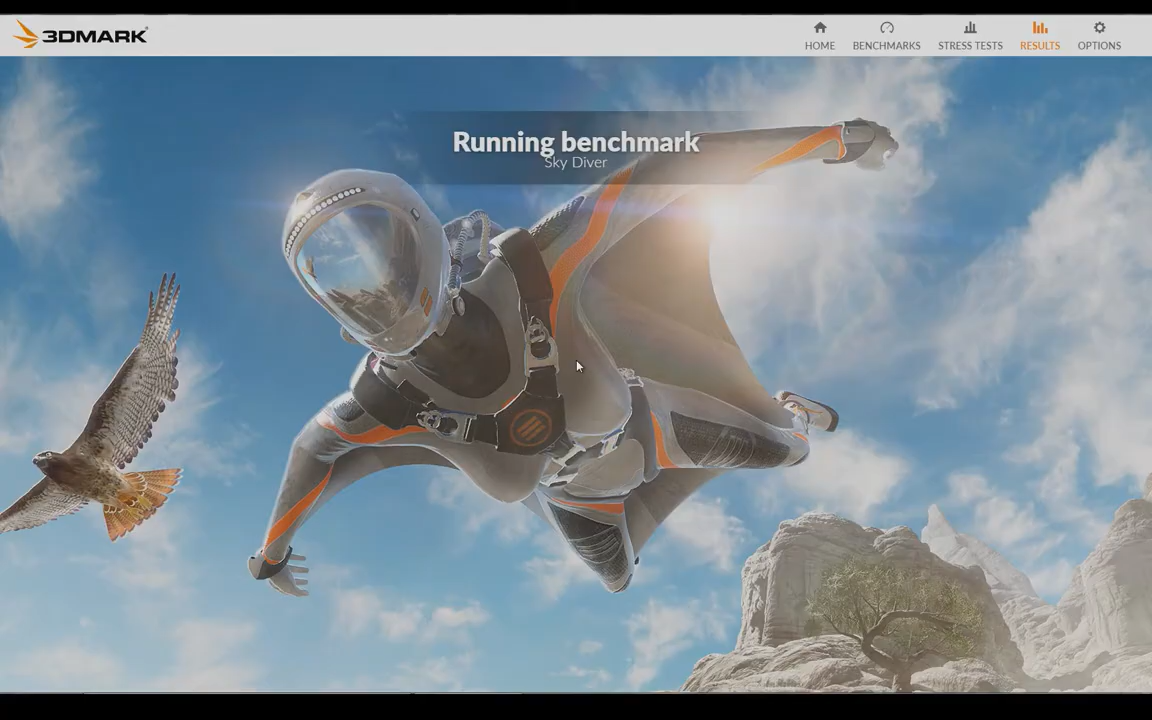 3DMARK
HOME BENCHMARKS STRESS TESTS RESULTS OPTIONS
Running benchmark
Sky Diver